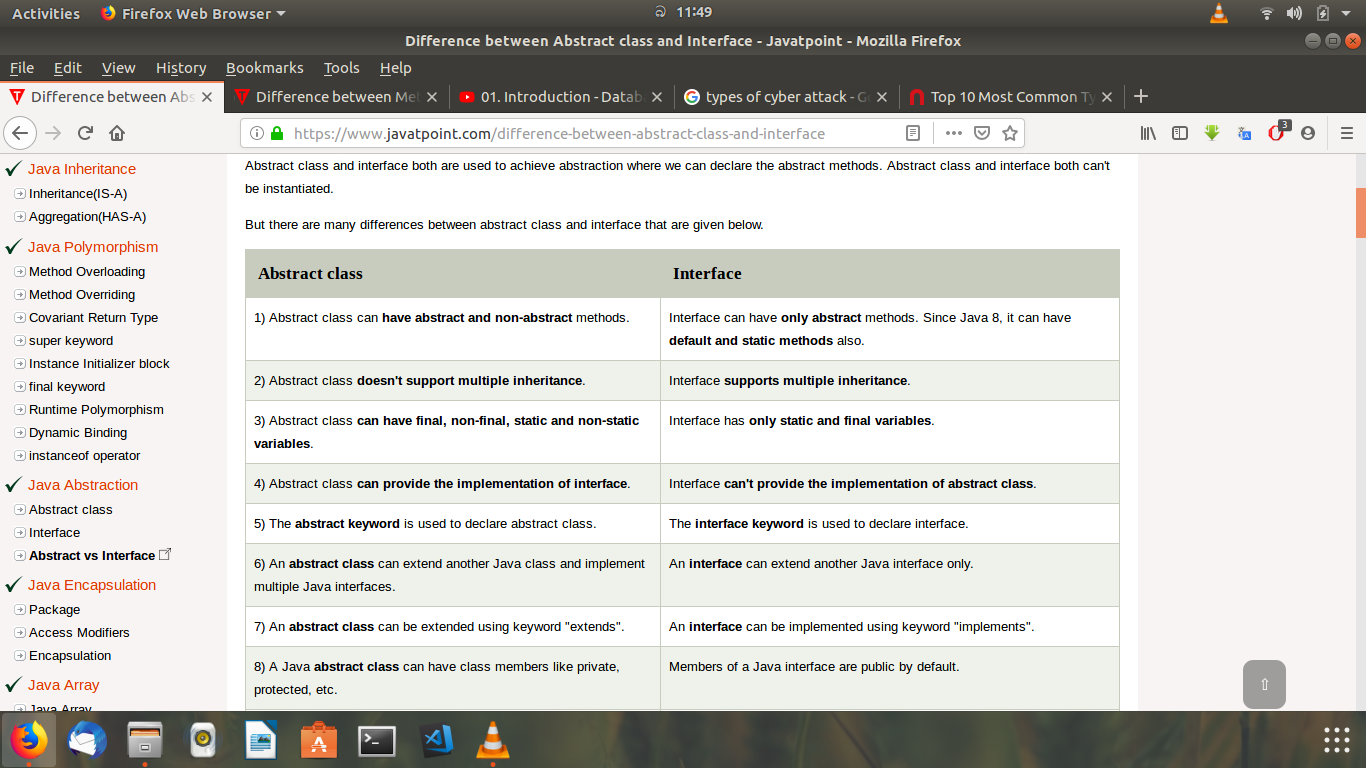 Activities Firefox Web Browser 11:49
Difference between Abstract class and Interface - Javatpoint - Mozilla Firefox
File Edit View History Bookmarks Tools Help
Difference between Abs Difference between Me 01. Introduction - Datab types of cyber attack - G Top 10 Most Common Ty
https://www.javatpoint.com/difference-between-abstract-class-and-interface 3
Java Inheritance
Inheritance(IS-A)
Aggregation(HAS-A)
Java Polymorphism
Method Overloading
Method Overriding
Covariant Return Type
super keyword
Instance Initializer block
final keyword
Runtime Polymorphism
Dynamic Binding
instanceof operator
Java Abstraction
Abstract class
Interface
Abstract vs Interface
Java Encapsulation
Package
Access Modifiers
Encapsulation
Java Array
Java Array
Abstract class and interface both are used to achieve abstraction where we can declare the abstract methods. Abstract class and interface both can't
be instantiated.
But there are many differences between abstract class and interface that are given below.
Abstract class Interface
1) Abstract class can have abstract and non-abstract methods. Interface can have only abstract methods. Since Java 8, it can have
default and static methods also.
2) Abstract class doesn't support multiple inheritance. Interface supports multiple inheritance.
3) Abstract class can have final, non-final, static and non-static Interface has only static and final variables.
variables.
4) Abstract class can provide the implementation of interface. Interface can't provide the implementation of abstract class.
5) The abstract keyword is used to declare abstract class. The interface keyword is used to declare interface.
6) An abstract class can extend another Java class and implement An interface can extend another Java interface only.
multiple Java interfaces.
7) An abstract class can be extended using keyword "extends". An interface can be implemented using keyword "implements".
8) A Java abstract class can have class members like private, Members of a Java interface are public by default.
protected, etc.